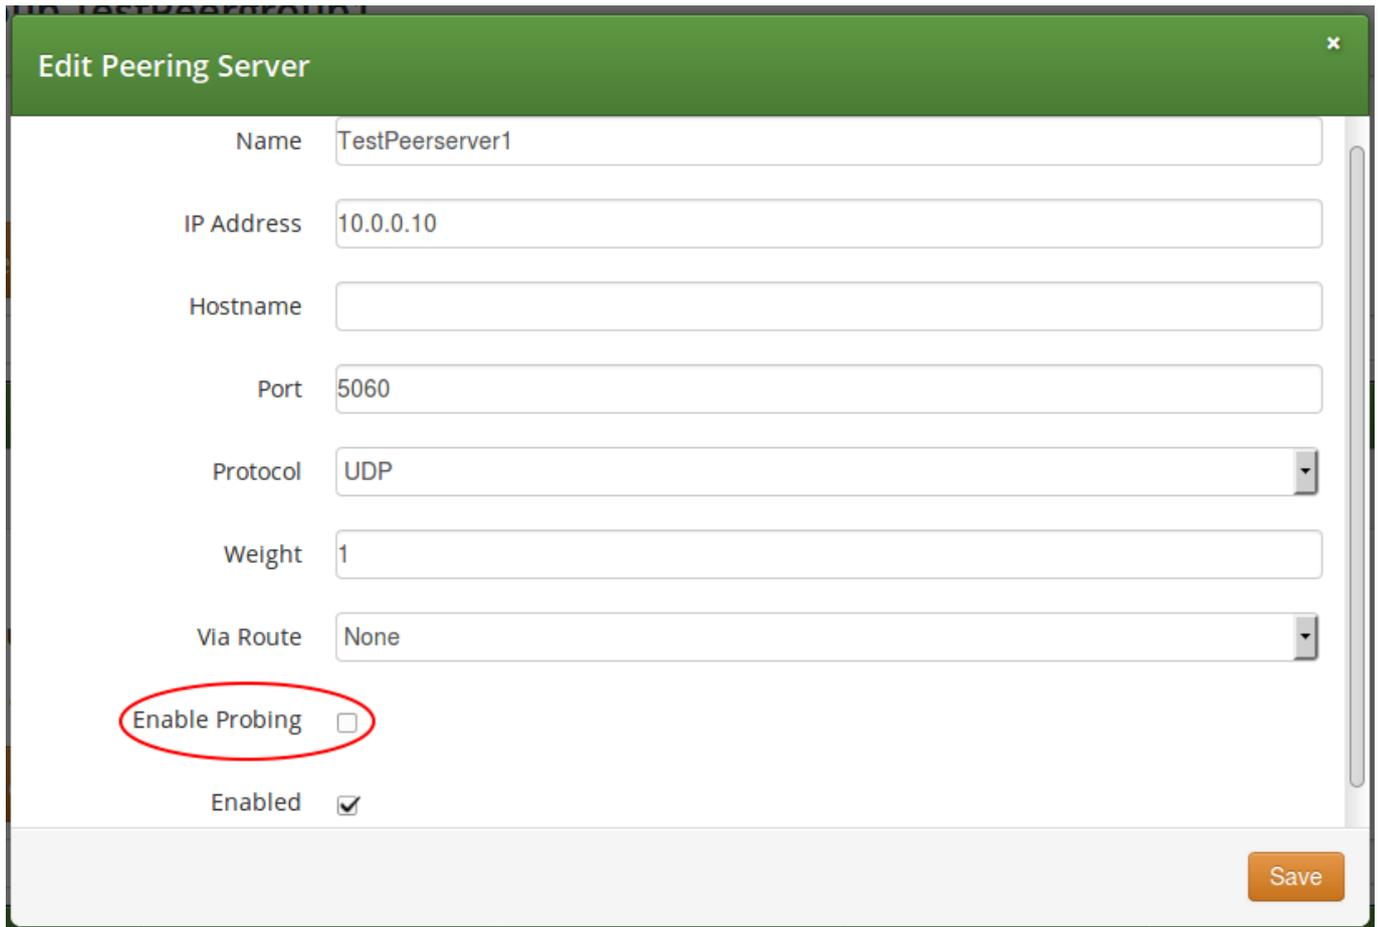 Edit Peering Server
×
Name
TestPeerserver1
IP Address
10.0.0.10
Hostname
Port
5060
Protocol
UDP
Weight
1
Via Route
None
Enable Probing
Enabled
Save